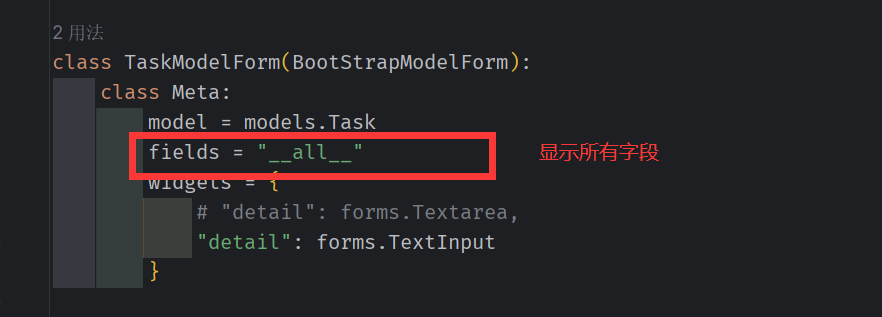 2 用法
class TaskModelForm(BootStrapModelForm):
class Meta:
model = models.Task
fields = "__all__"
显示所有字段
widgets = {
# "detail": forms.Textarea,
"detail": forms.TextInput
}